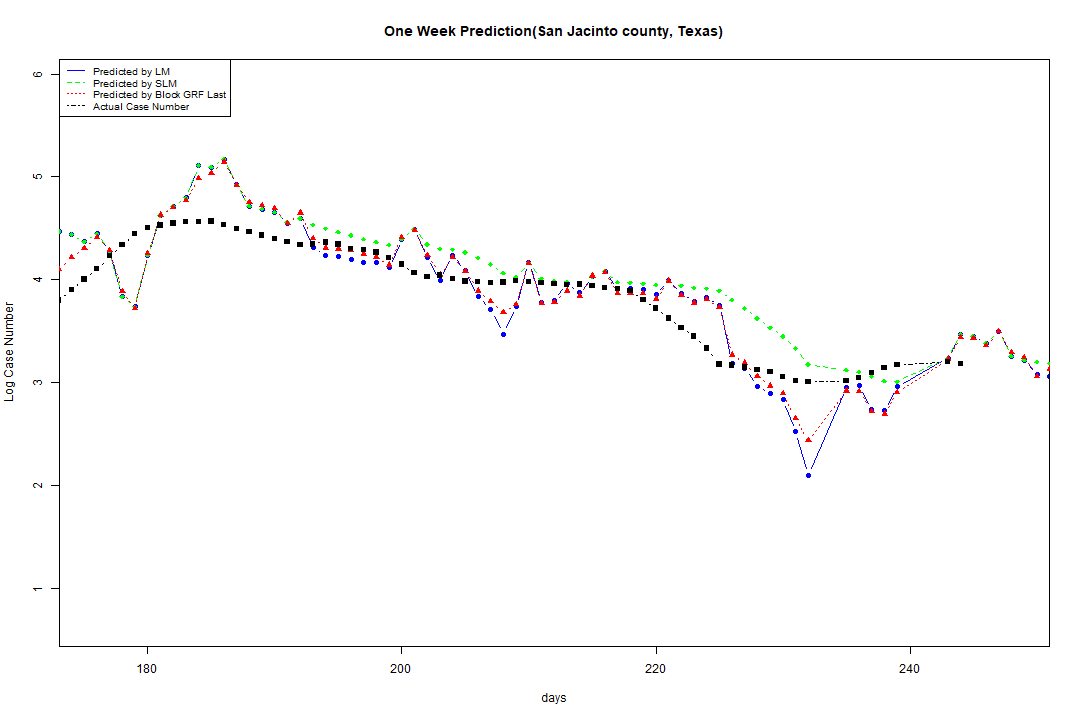 One Week Prediction(San Jacinto county, Texas)
6
Predicted by LM
Predicted by SLM
Predicted by Block GRF Last
Actual Case Number
5
4
3
2
1
Log Case Number
180
200
220
240
days